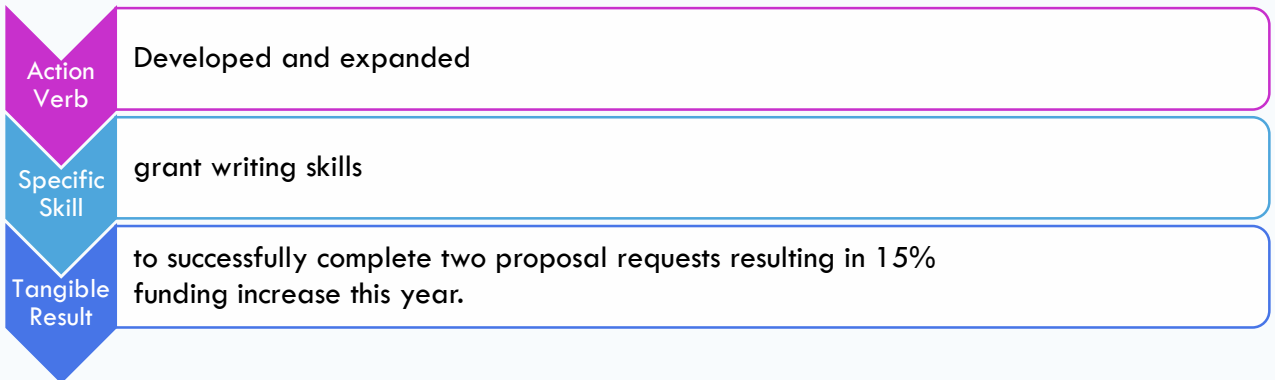 Action
Verb
Developed and expanded
Specific
Skill
grant writing skills
Tangible
Result
to successfully complete two proposal requests resulting in 15%
funding increase this year.